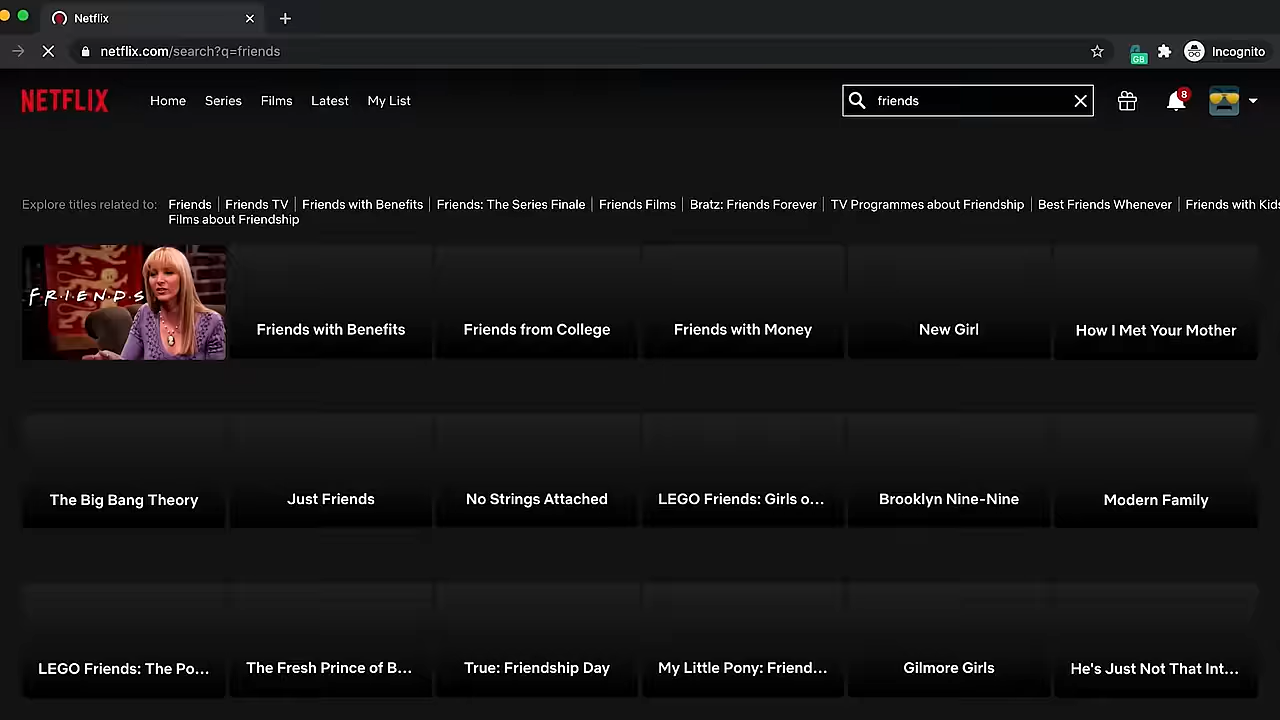 Netflix
netflix.com/search?q=friends
GB
Incognito
NETFLIX Home Series Films Latest My List friends 8
Explore titles related to: Friends | Friends TV | Friends with Benefits | Friends: The Series Finale | Friends Films | Bratz: Friends Forever | TV Programmes about Friendship | Best Friends Whenever | Friends with Kids
Films about Friendship
F·R·I·E·N·D·S
Friends with Benefits
Friends from College
Friends with Money
New Girl
How I Met Your Mother
The Big Bang Theory
Just Friends
No Strings Attached
LEGO Friends: Girls o...
Brooklyn Nine-Nine
Modern Family
LEGO Friends: The Po...
The Fresh Prince of B...
True: Friendship Day
My Little Pony: Friend...
Gilmore Girls
He's Just Not That Int...